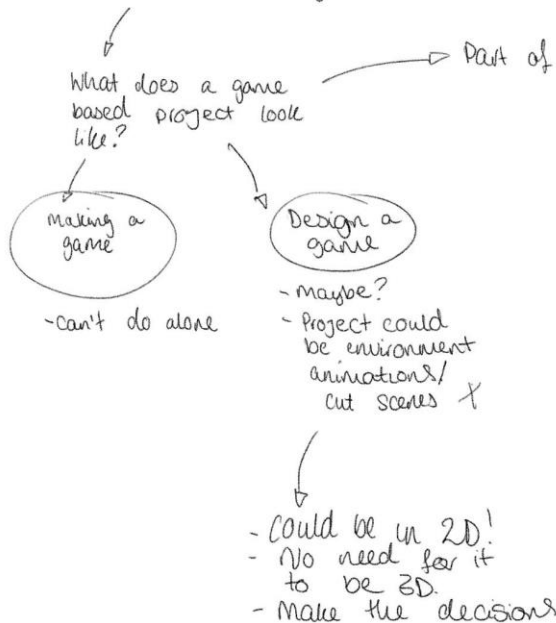 What does a game
based project look
like?
Part of
making a
game
Design a
game
- can't do alone
- maybe?
- Project could
be environment
animations/
cut scenes
- Could be in 2D!
- No need for it
to be 3D.
- Make the decisions